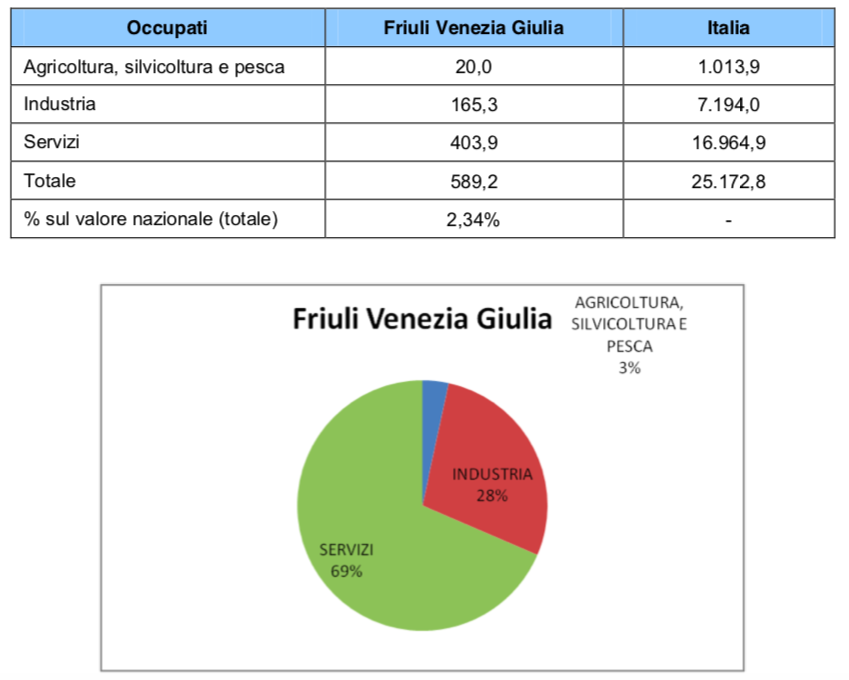 Occupati Friuli Venezia Giulia Italia
Agricoltura, silvicoltura e pesca 20,0 1.013,9
Industria 165,3 7.194,0
Servizi 403,9 16.964,9
Totale 589,2 25.172,8
% sul valore nazionale (totale) 2,34% -
Friuli Venezia Giulia
AGRICOLTURA,
SILVICOLTURA E
PESCA
3%
INDUSTRIA
28%
SERVIZI
69%